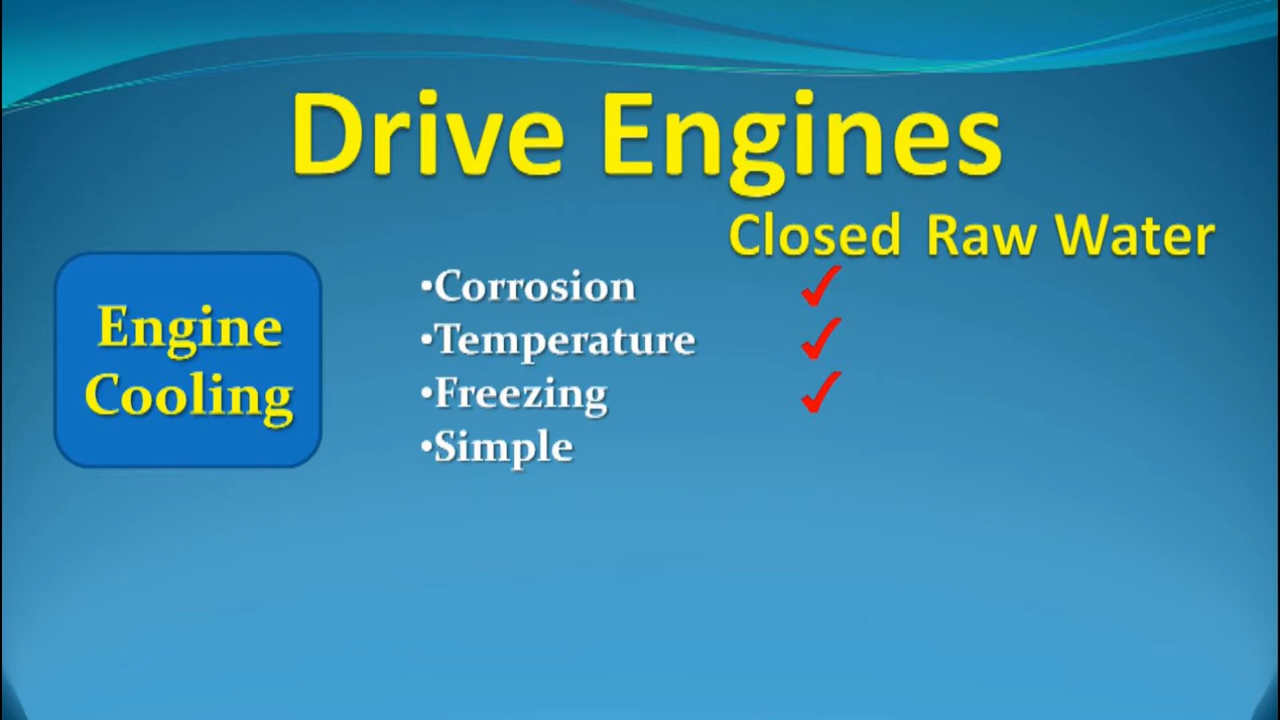 Drive Engines
Closed Raw Water
Engine
Cooling
•Corrosion ✓
•Temperature ✓
•Freezing ✓
•Simple